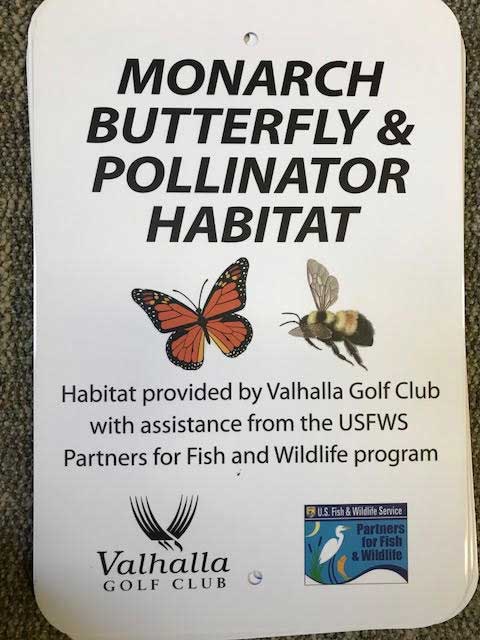 MONARCH
BUTTERFLY &
POLLINATOR
HABITAT
Habitat provided by Valhalla Golf Club
with assistance from the USFWS
Partners for Fish and Wildlife program
Valhalla
GOLF CLUB
U.S. Fish & Wildlife Service
Partners
for Fish
& Wildlife